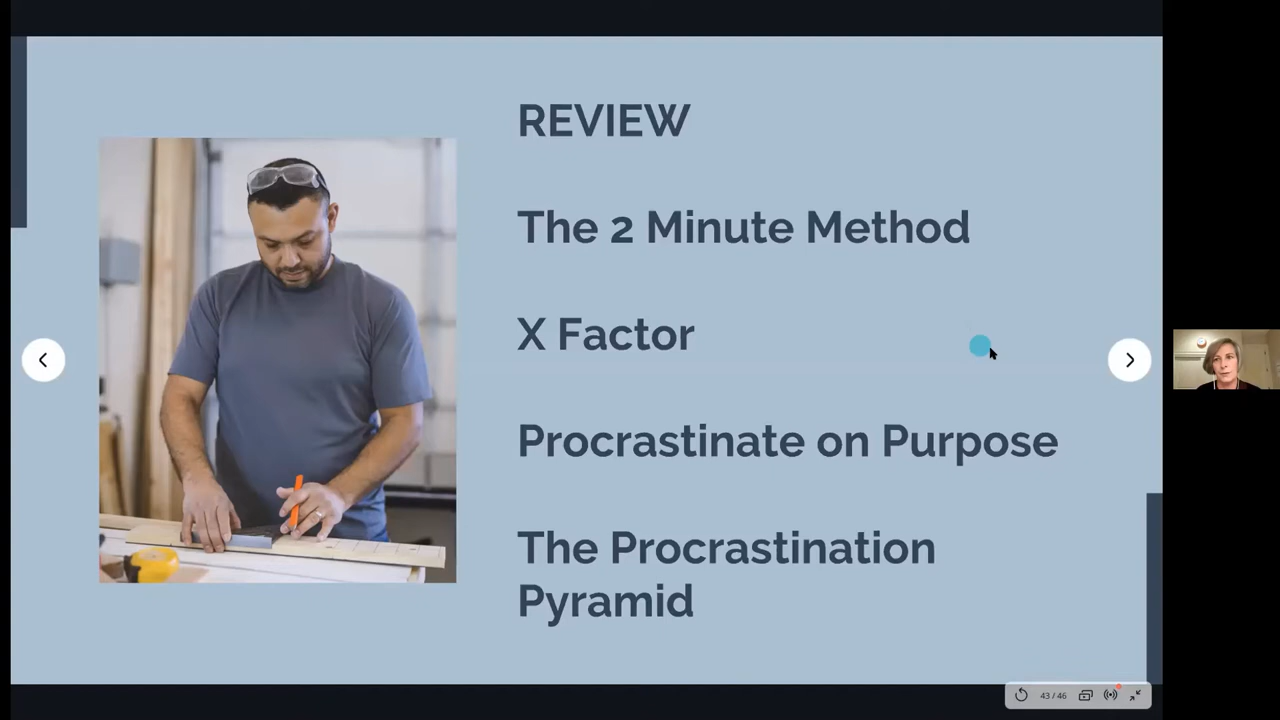 REVIEW
The 2 Minute Method
X Factor
Procrastinate on Purpose
The Procrastination
Pyramid
43 / 46